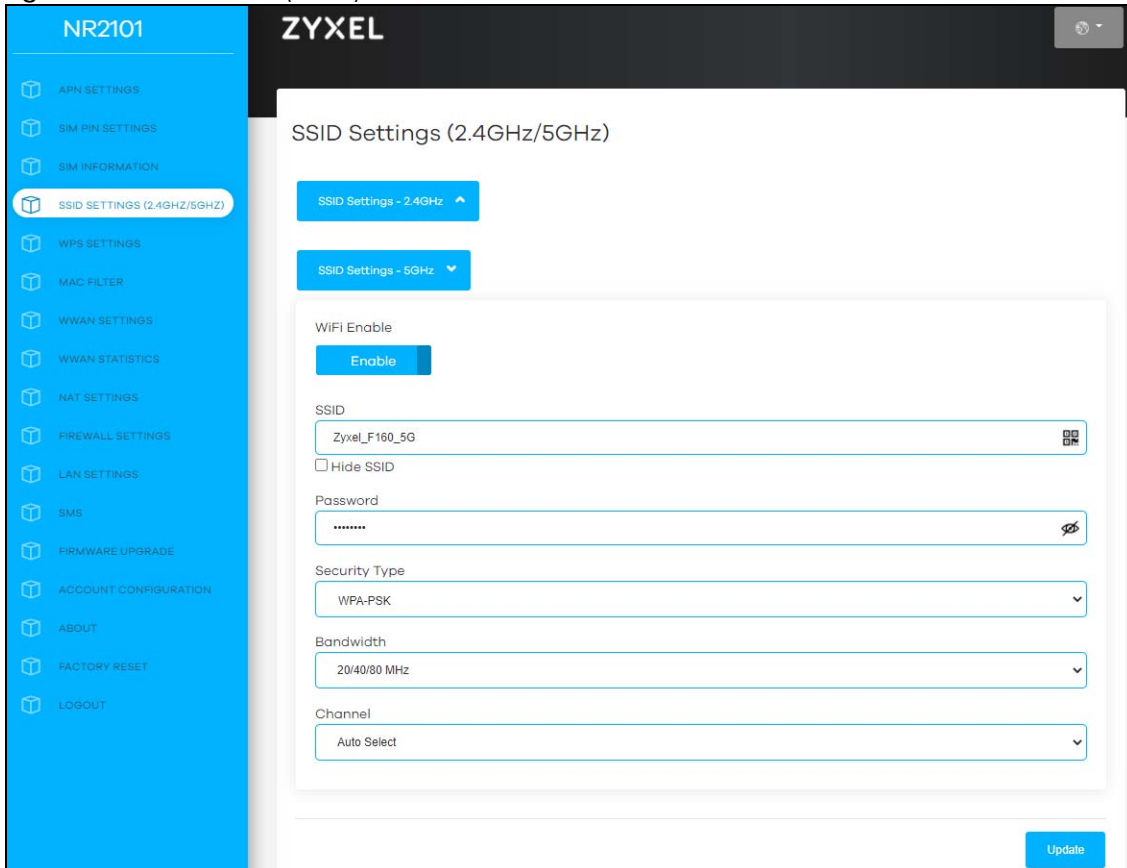 NR2101
ZYXEL
APN SETTINGS
SIM PIN SETTINGS
SIM INFORMATION
SSID SETTINGS (2.4GHZ/5GHZ)
WPS SETTINGS
MAC FILTER
WWAN SETTINGS
WWAN STATISTICS
NAT SETTINGS
FIREWALL SETTINGS
LAN SETTINGS
SMS
FIRMWARE UPGRADE
ACCOUNT CONFIGURATION
ABOUT
FACTORY RESET
LOGOUT
SSID Settings (2.4GHz/5GHz)
SSID Settings - 2.4GHz
SSID Settings - 5GHz
WiFi Enable
Enable
SSID
Zyxel_F160_5G
Hide SSID
Password
••••••••
Security Type
WPA-PSK
Bandwidth
20/40/80 MHz
Channel
Auto Select
Update